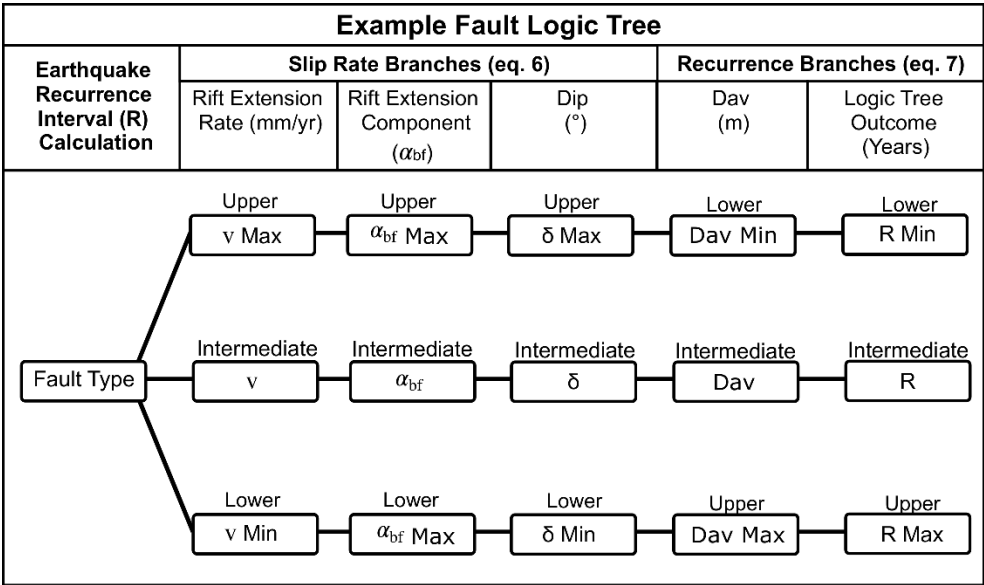 Example Fault Logic Tree
Earthquake
Recurrence
Interval (R)
Calculation
Slip Rate Branches (eq. 6)
Recurrence Branches (eq. 7)
Rift Extension
Rate (mm/yr)
Rift Extension
Component
(αbf)
Dip
(°)
Dav
(m)
Logic Tree
Outcome
(Years)
Upper Upper Upper Lower Lower
v Max αbf Max δ Max Dav Min R Min
Intermediate Intermediate Intermediate Intermediate Intermediate
Fault Type v αbf δ Dav R
Lower Lower Lower Upper Upper
v Min αbf Max δ Min Dav Max R Max